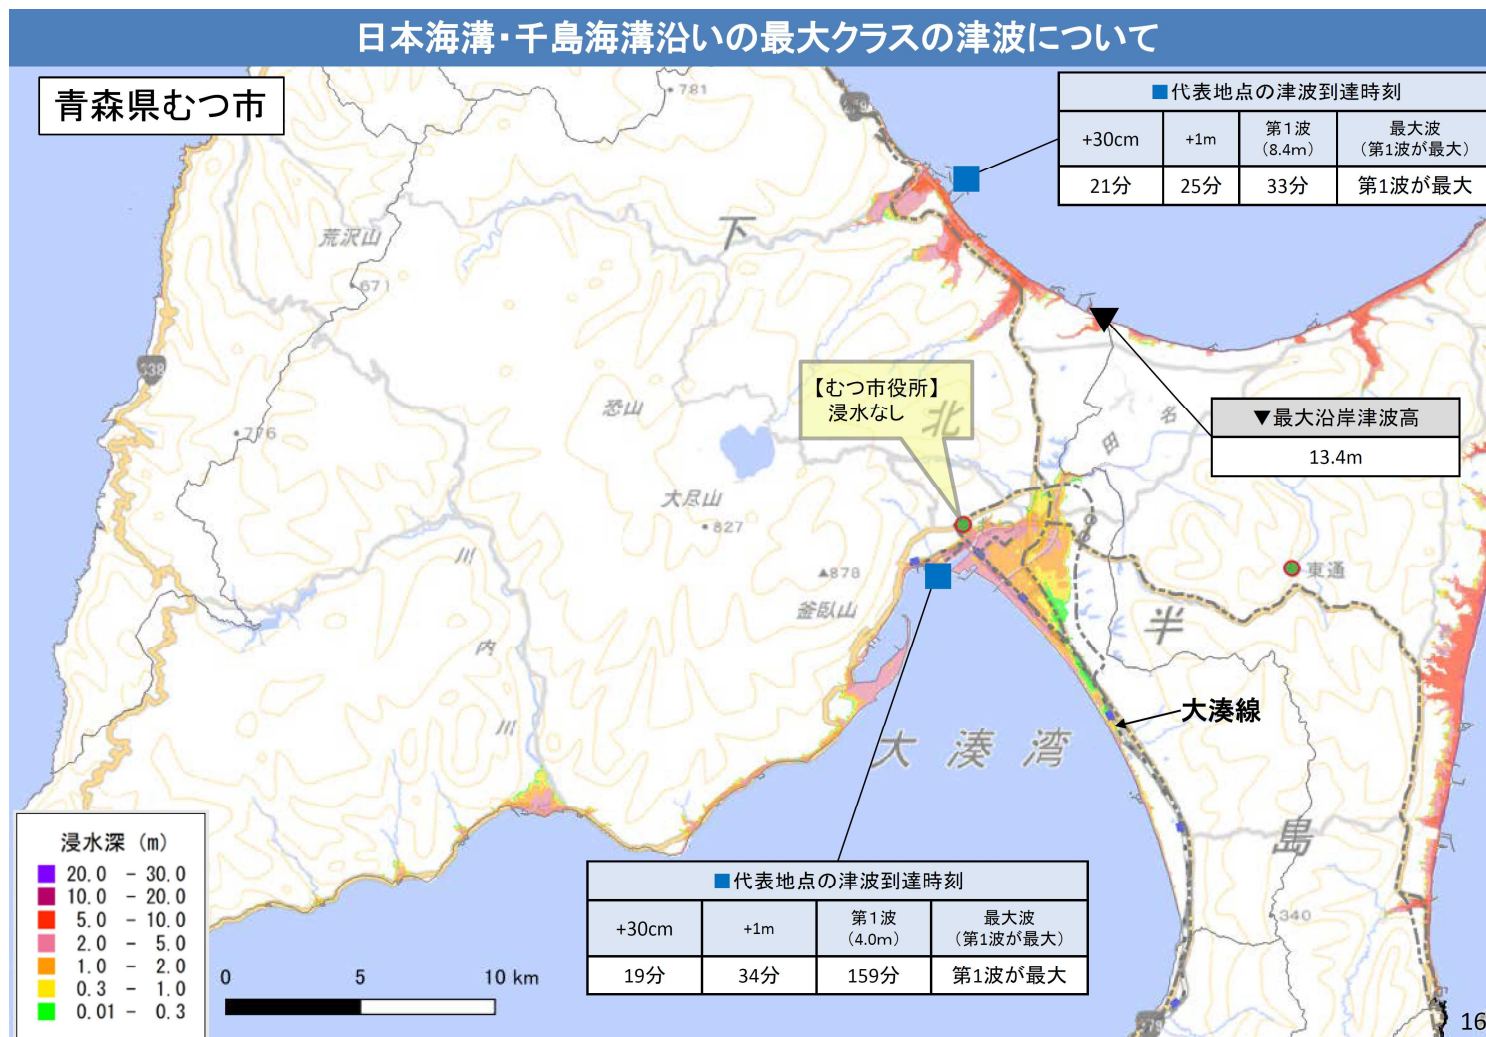 日本海溝・千島海溝沿いの最大クラスの津波について
青森県むつ市
■代表地点の津波到達時刻
+30cm +1m 第1波（8.4m） 最大波（第1波が最大）
21分 25分 33分 第1波が最大
781
279
下
荒沢山
671
338
【むつ市役所】
浸水なし
北
恐山
776
名
田
▼最大沿岸津波高
13.4m
大尽山
827
むつ
川
878
釜臥山
東通
半
内
川
大湊線
大湊湾
島
340
浸水深（m）
20.0 - 30.0
10.0 - 20.0
5.0 - 10.0
2.0 - 5.0
1.0 - 2.0
0.3 - 1.0
0.01 - 0.3
0 5 10 km
■代表地点の津波到達時刻
+30cm +1m 第1波（4.0m） 最大波（第1波が最大）
19分 34分 159分 第1波が最大
279
16